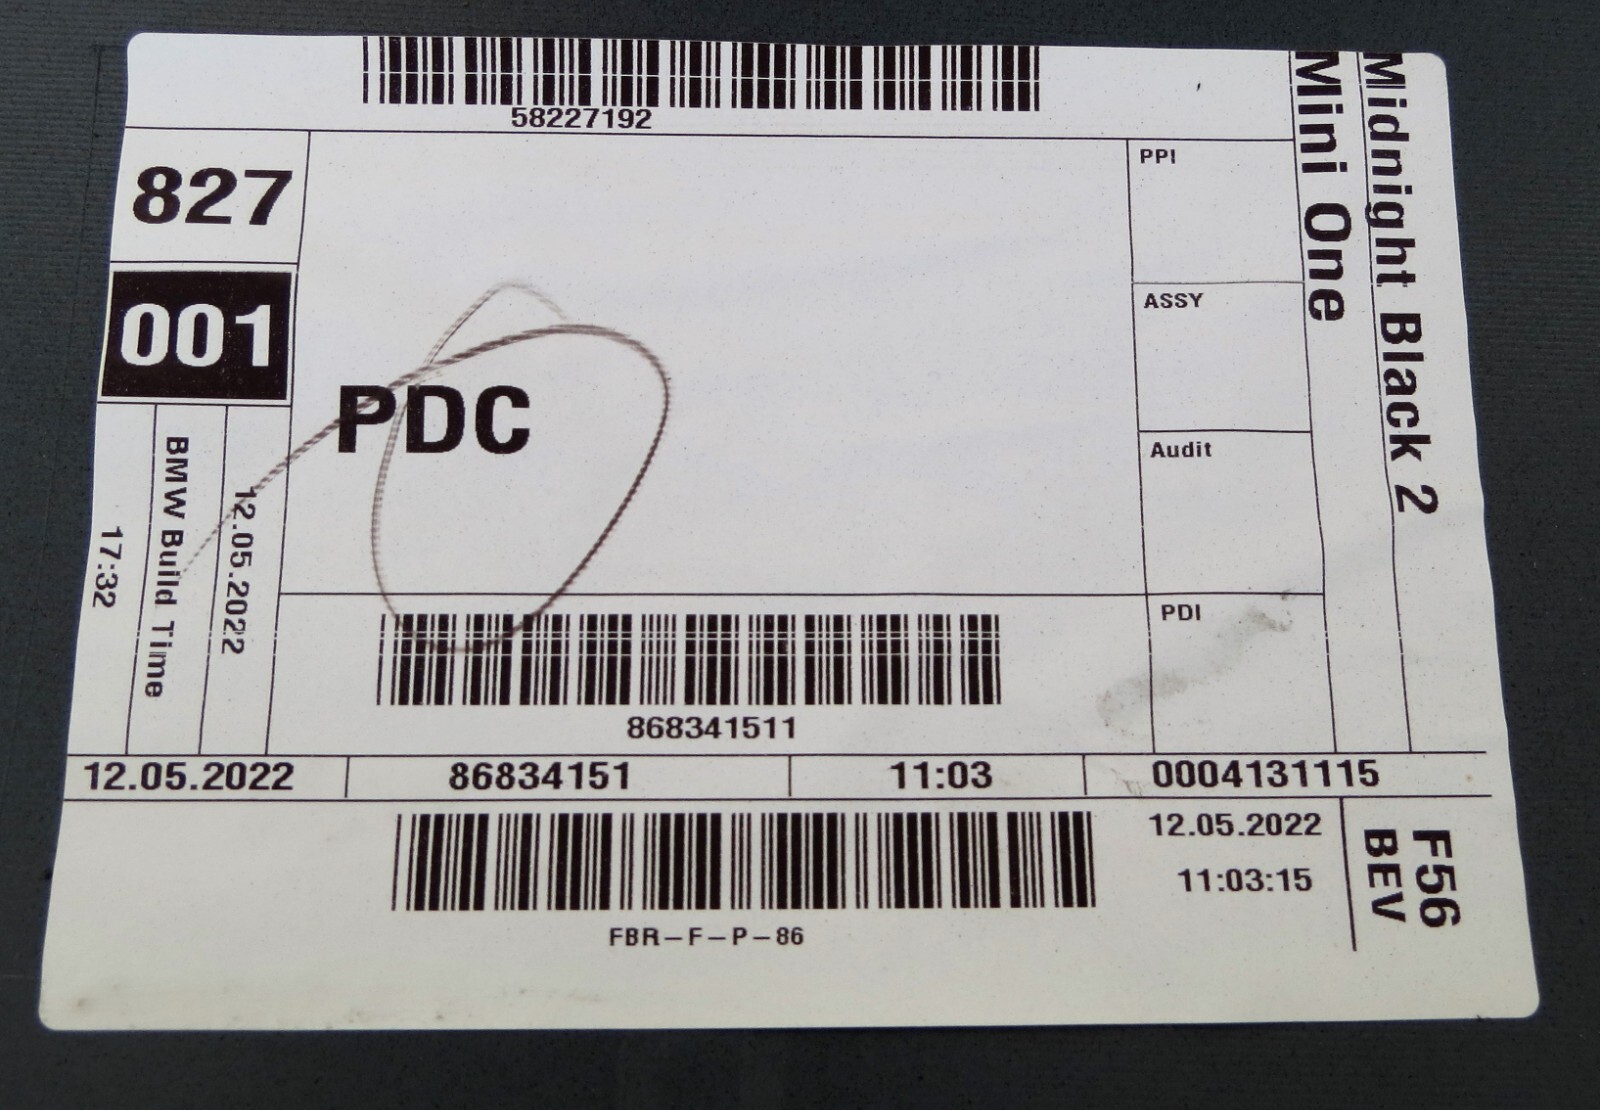 58227192
827
001
PDC
PPI
ASSY
Audit
PDI
Mini One
Midnight Black 2
12.05.2022
BMW Build Time
17:32
868341511
12.05.2022 86834151 11:03 0004131115
12.05.2022
11:03:15
FBR-F-P-86
F56
BEV